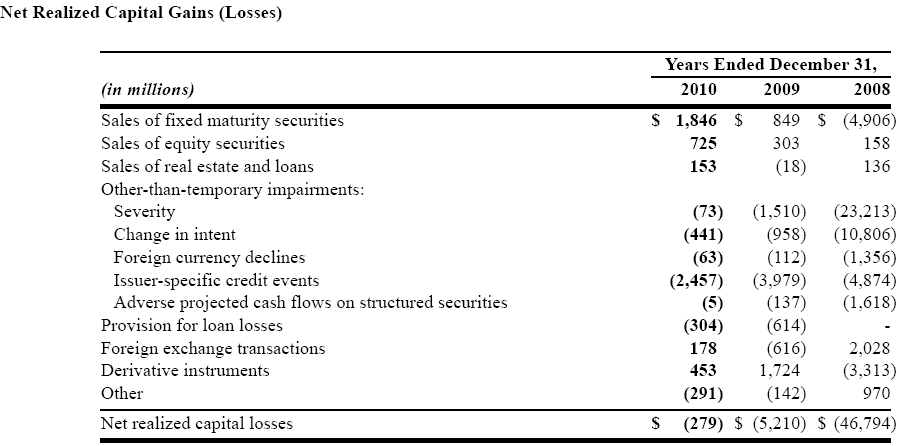 Net Realized Capital Gains (Losses)
Years Ended December 31,
(in millions) 2010 2009 2008
Sales of fixed maturity securities $ 1,846 $ 849 $ (4,906)
Sales of equity securities 725 303 158
Sales of real estate and loans 153 (18) 136
Other-than-temporary impairments:
Severity (73) (1,510) (23,213)
Change in intent (441) (958) (10,806)
Foreign currency declines (63) (112) (1,356)
Issuer-specific credit events (2,457) (3,979) (4,874)
Adverse projected cash flows on structured securities (5) (137) (1,618)
Provision for loan losses (304) (614) -
Foreign exchange transactions 178 (616) 2,028
Derivative instruments 453 1,724 (3,313)
Other (291) (142) 970
Net realized capital losses $ (279) $ (5,210) $ (46,794)